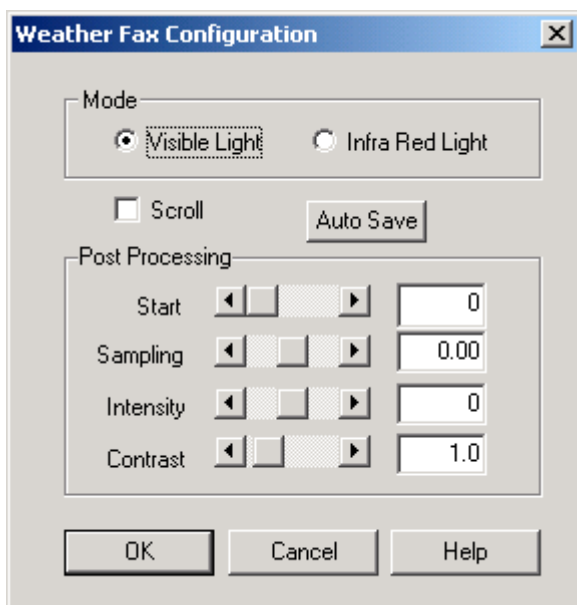 Weather Fax Configuration
Mode
Visible Light Infra Red Light
Scroll Auto Save
Post Processing
Start 0
Sampling 0.00
Intensity 0
Contrast 1.0
OK Cancel Help